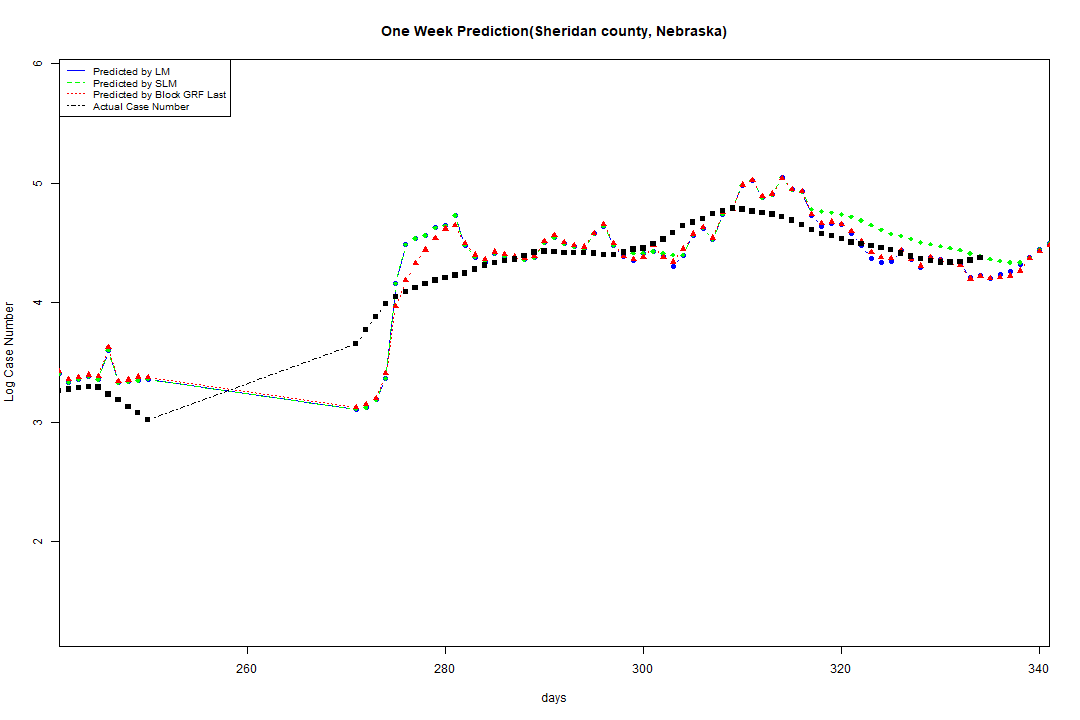 One Week Prediction(Sheridan county, Nebraska)
Predicted by LM
Predicted by SLM
Predicted by Block GRF Last
Actual Case Number
6
5
4
3
2
Log Case Number
260
280
300
320
340
days